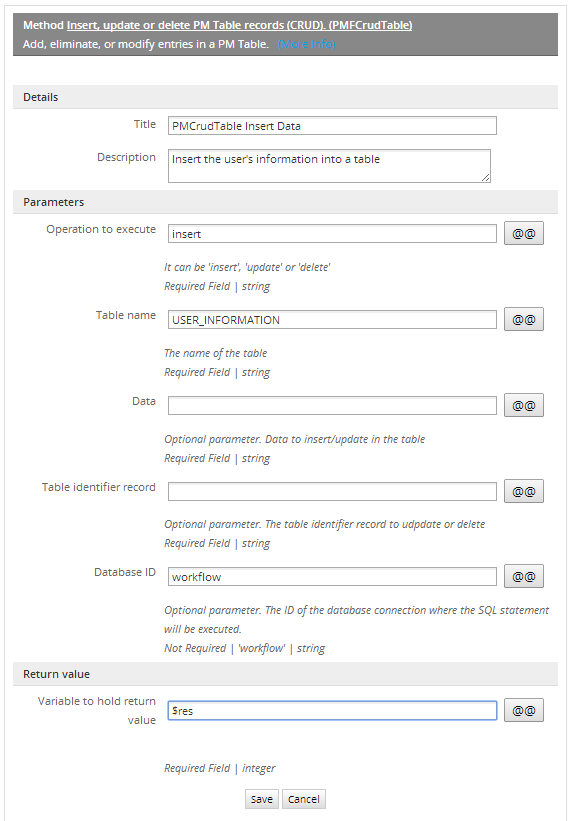 Method Insert, update or delete PM Table records (CRUD). (PMFCrudTable)
Add, eliminate, or modify entries in a PM Table. (More Info)
Details
Title PMCrudTable Insert Data
Description Insert the user's information into a table
Parameters
Operation to execute insert @@
It can be 'insert', 'update' or 'delete'
Required Field | string
Table name USER_INFORMATION @@
The name of the table
Required Field | string
Data @@
Optional parameter. Data to insert/update in the table
Required Field | string
Table identifier record @@
Optional parameter. The table identifier record to udpdate or delete
Required Field | string
Database ID workflow @@
Optional parameter. The ID of the database connection where the SQL statement
will be executed.
Not Required | 'workflow' | string
Return value
Variable to hold return
value $res @@
Required Field | integer
Save Cancel